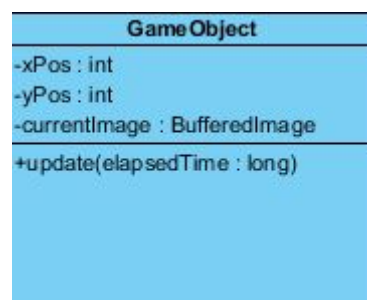 GameObject
-xPos : int
-yPos : int
-currentImage : BufferedImage
+update(elapsedTime : long)